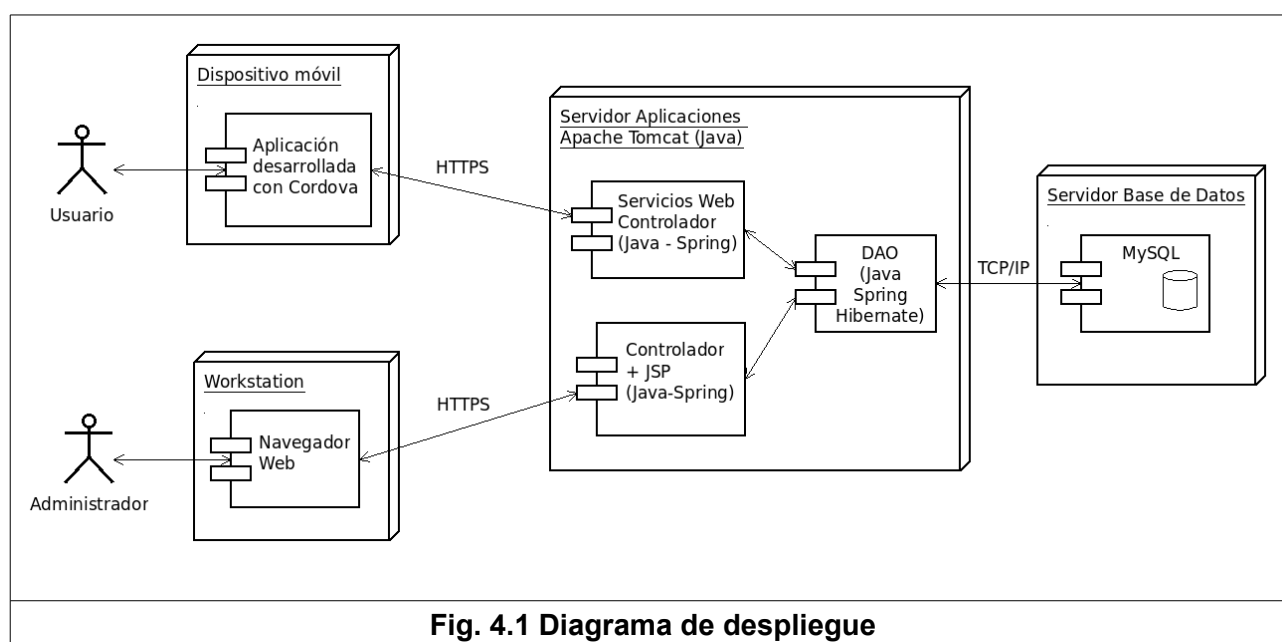 Dispositivo móvil
Aplicación
desarrollada
con Cordova
Usuario
HTTPS
Servidor Aplicaciones
Apache Tomcat (Java)
Servicios Web
Controlador
(Java - Spring)
DAO
(Java
Spring
Hibernate)
TCP/IP
Servidor Base de Datos
MySQL
Workstation
Navegador
Web
Administrador
HTTPS
Controlador
+ JSP
(Java-Spring)
Fig. 4.1 Diagrama de despliegue